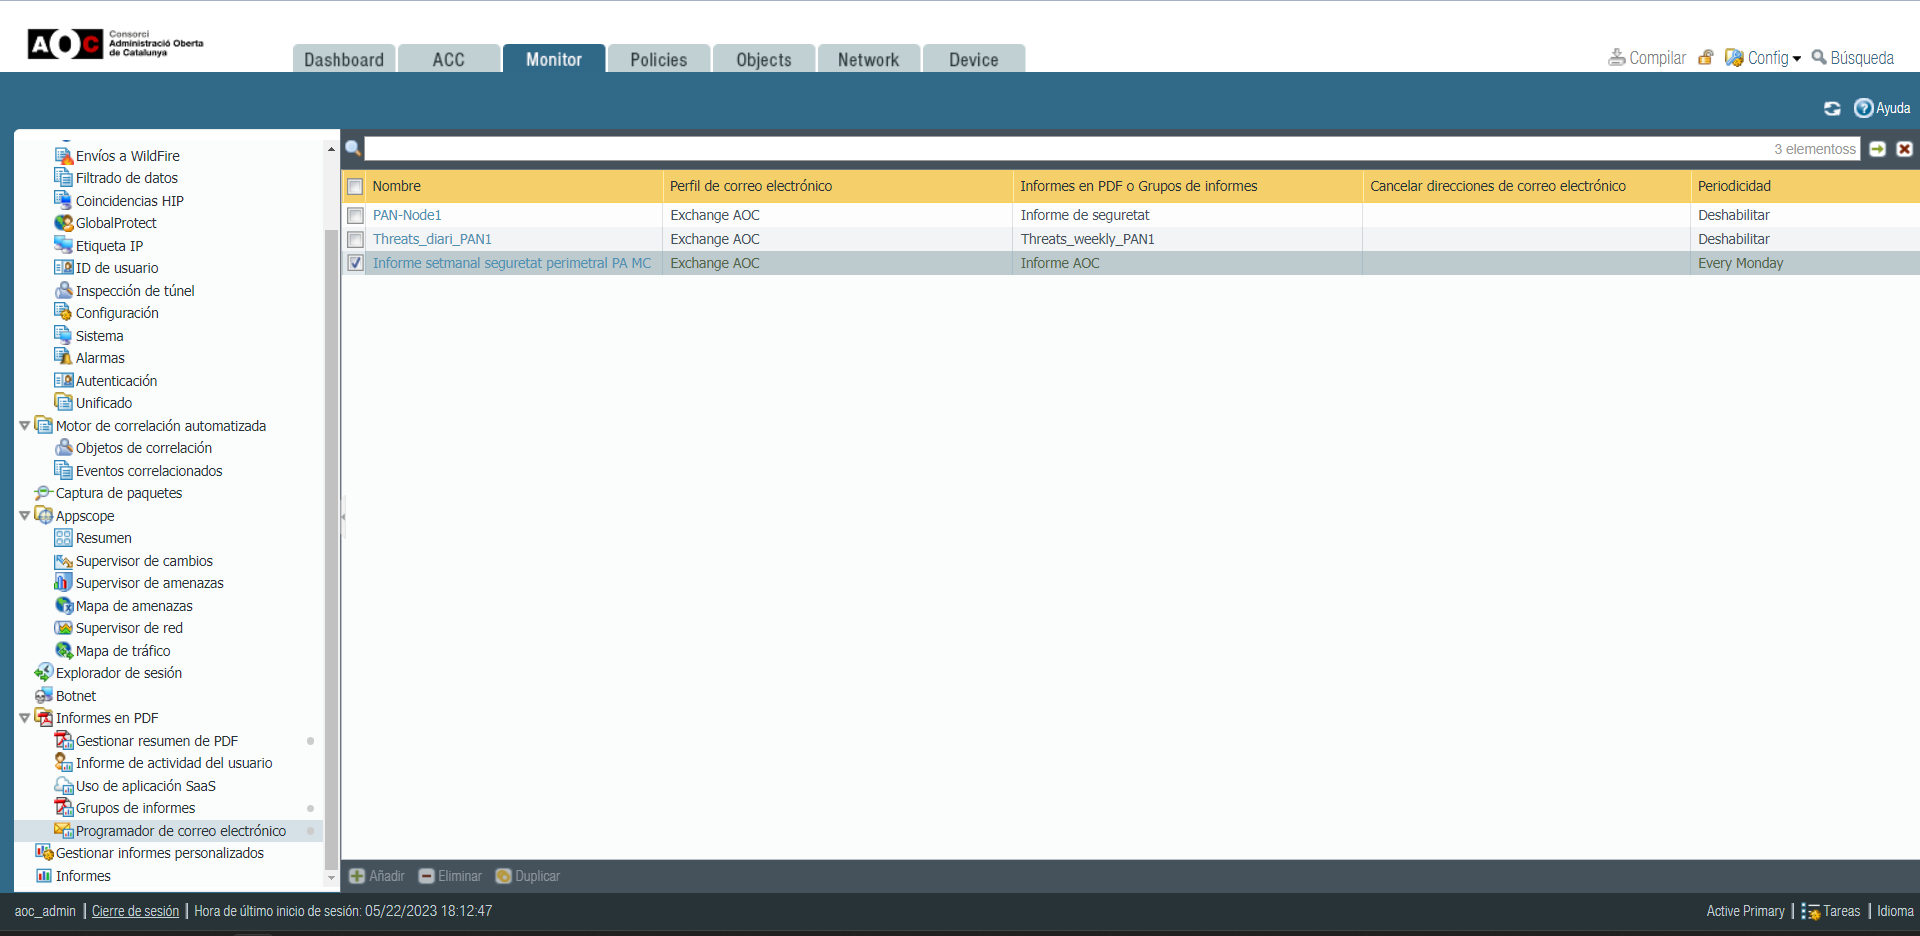 AOC Consorci
Administració Oberta
de Catalunya
Dashboard ACC Monitor Policies Objects Network Device
Compilar Config Búsqueda
Ayuda
3 elementoss
Envíos a WildFire
Filtrado de datos
Coincidencias HIP
GlobalProtect
Etiqueta IP
ID de usuario
Inspección de túnel
Configuración
Sistema
Alarmas
Autenticación
Unificado
Motor de correlación automatizada
Objetos de correlación
Eventos correlacionados
Captura de paquetes
Appscope
Resumen
Supervisor de cambios
Supervisor de amenazas
Mapa de amenazas
Supervisor de red
Mapa de tráfico
Explorador de sesión
Botnet
Informes en PDF
Gestionar resumen de PDF
Informe de actividad del usuario
Uso de aplicación SaaS
Grupos de informes
Programador de correo electrónico
Gestionar informes personalizados
Informes
Nombre Perfil de correo electrónico Informes en PDF o Grupos de informes Cancelar direcciones de correo electrónico Periodicidad
PAN-Node1 Exchange AOC Informe de seguretat Deshabilitar
Threats_diari_PAN1 Exchange AOC Threats_weekly_PAN1 Deshabilitar
Informe setmanal seguretat perimetral PA MC Exchange AOC Informe AOC Every Monday
Añadir Eliminar Duplicar
aoc_admin | Cierre de sesión | Hora de último inicio de sesión: 05/22/2023 18:12:47
Active Primary | Tareas | Idioma